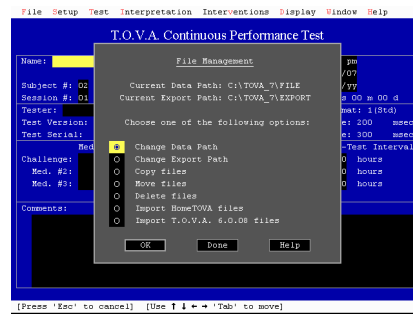 File Setup Test Interpretation Interventions Display Window Help
T.O.V.A. Continuous Performance Test
Name:
File Management
pm
/07
Subject #: 02
Current Data Path: C:\TOVA_7\FILE
/yy
Session #: 01
Current Export Path: C:\TOVA_7\EXPORT
s 00 m 00 d
Tester:
mat: 1(Std)
Test Version:
Choose one of the following options:
e: 200 msec
Test Serial:
e: 300 msec
Med
Change Data Path
-Test Interval
Challenge:
Change Export Path
0 hours
Med. #2:
Copy files
0 hours
Med. #3:
Move files
0 hours
Delete files
Comments:
Import HomeTOVA files
Import T.O.V.A. 6.0.08 files
OK Done Help
[Press 'Esc' to cancel] [Use ↑ ↓ ← → 'Tab' to move]